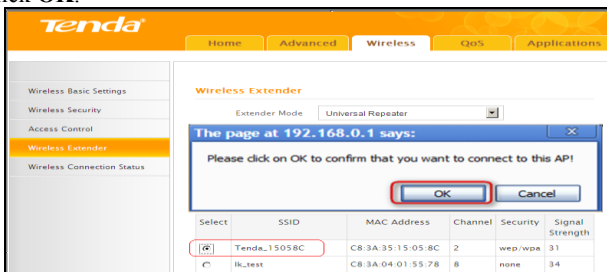 ick OK.
Tenda
Home Advanced Wireless QoS Applications
Wireless Basic Settings
Wireless Security
Access Control
Wireless Extender
Wireless Connection Status
Wireless Extender
Extender Mode Universal Repeater
The page at 192.168.0.1 says:
Please click on OK to confirm that you want to connect to this AP!
OK Cancel
Select SSID MAC Address Channel Security Signal Strength
Tenda_15058C C8:3A:35:15:05:8C 2 wep/wpa 31
lk_test C8:3A:04:01:55:78 8 none 34